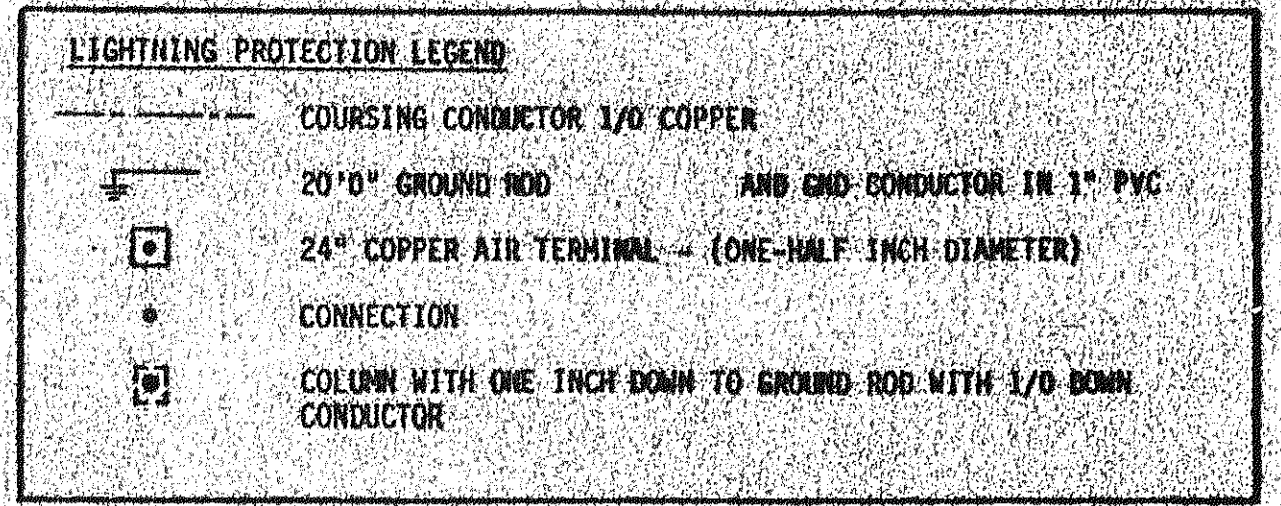 LIGHTNING PROTECTION LEGEND
COURSING CONDUCTOR 1/0 COPPER
20'0" GROUND ROD AND GND CONDUCTOR IN 1" PVC
24" COPPER AIR TERMINAL - (ONE-HALF INCH DIAMETER)
CONNECTION
COLUMN WITH ONE INCH DOWN TO GROUND ROD WITH 1/0 DOWN
CONDUCTOR